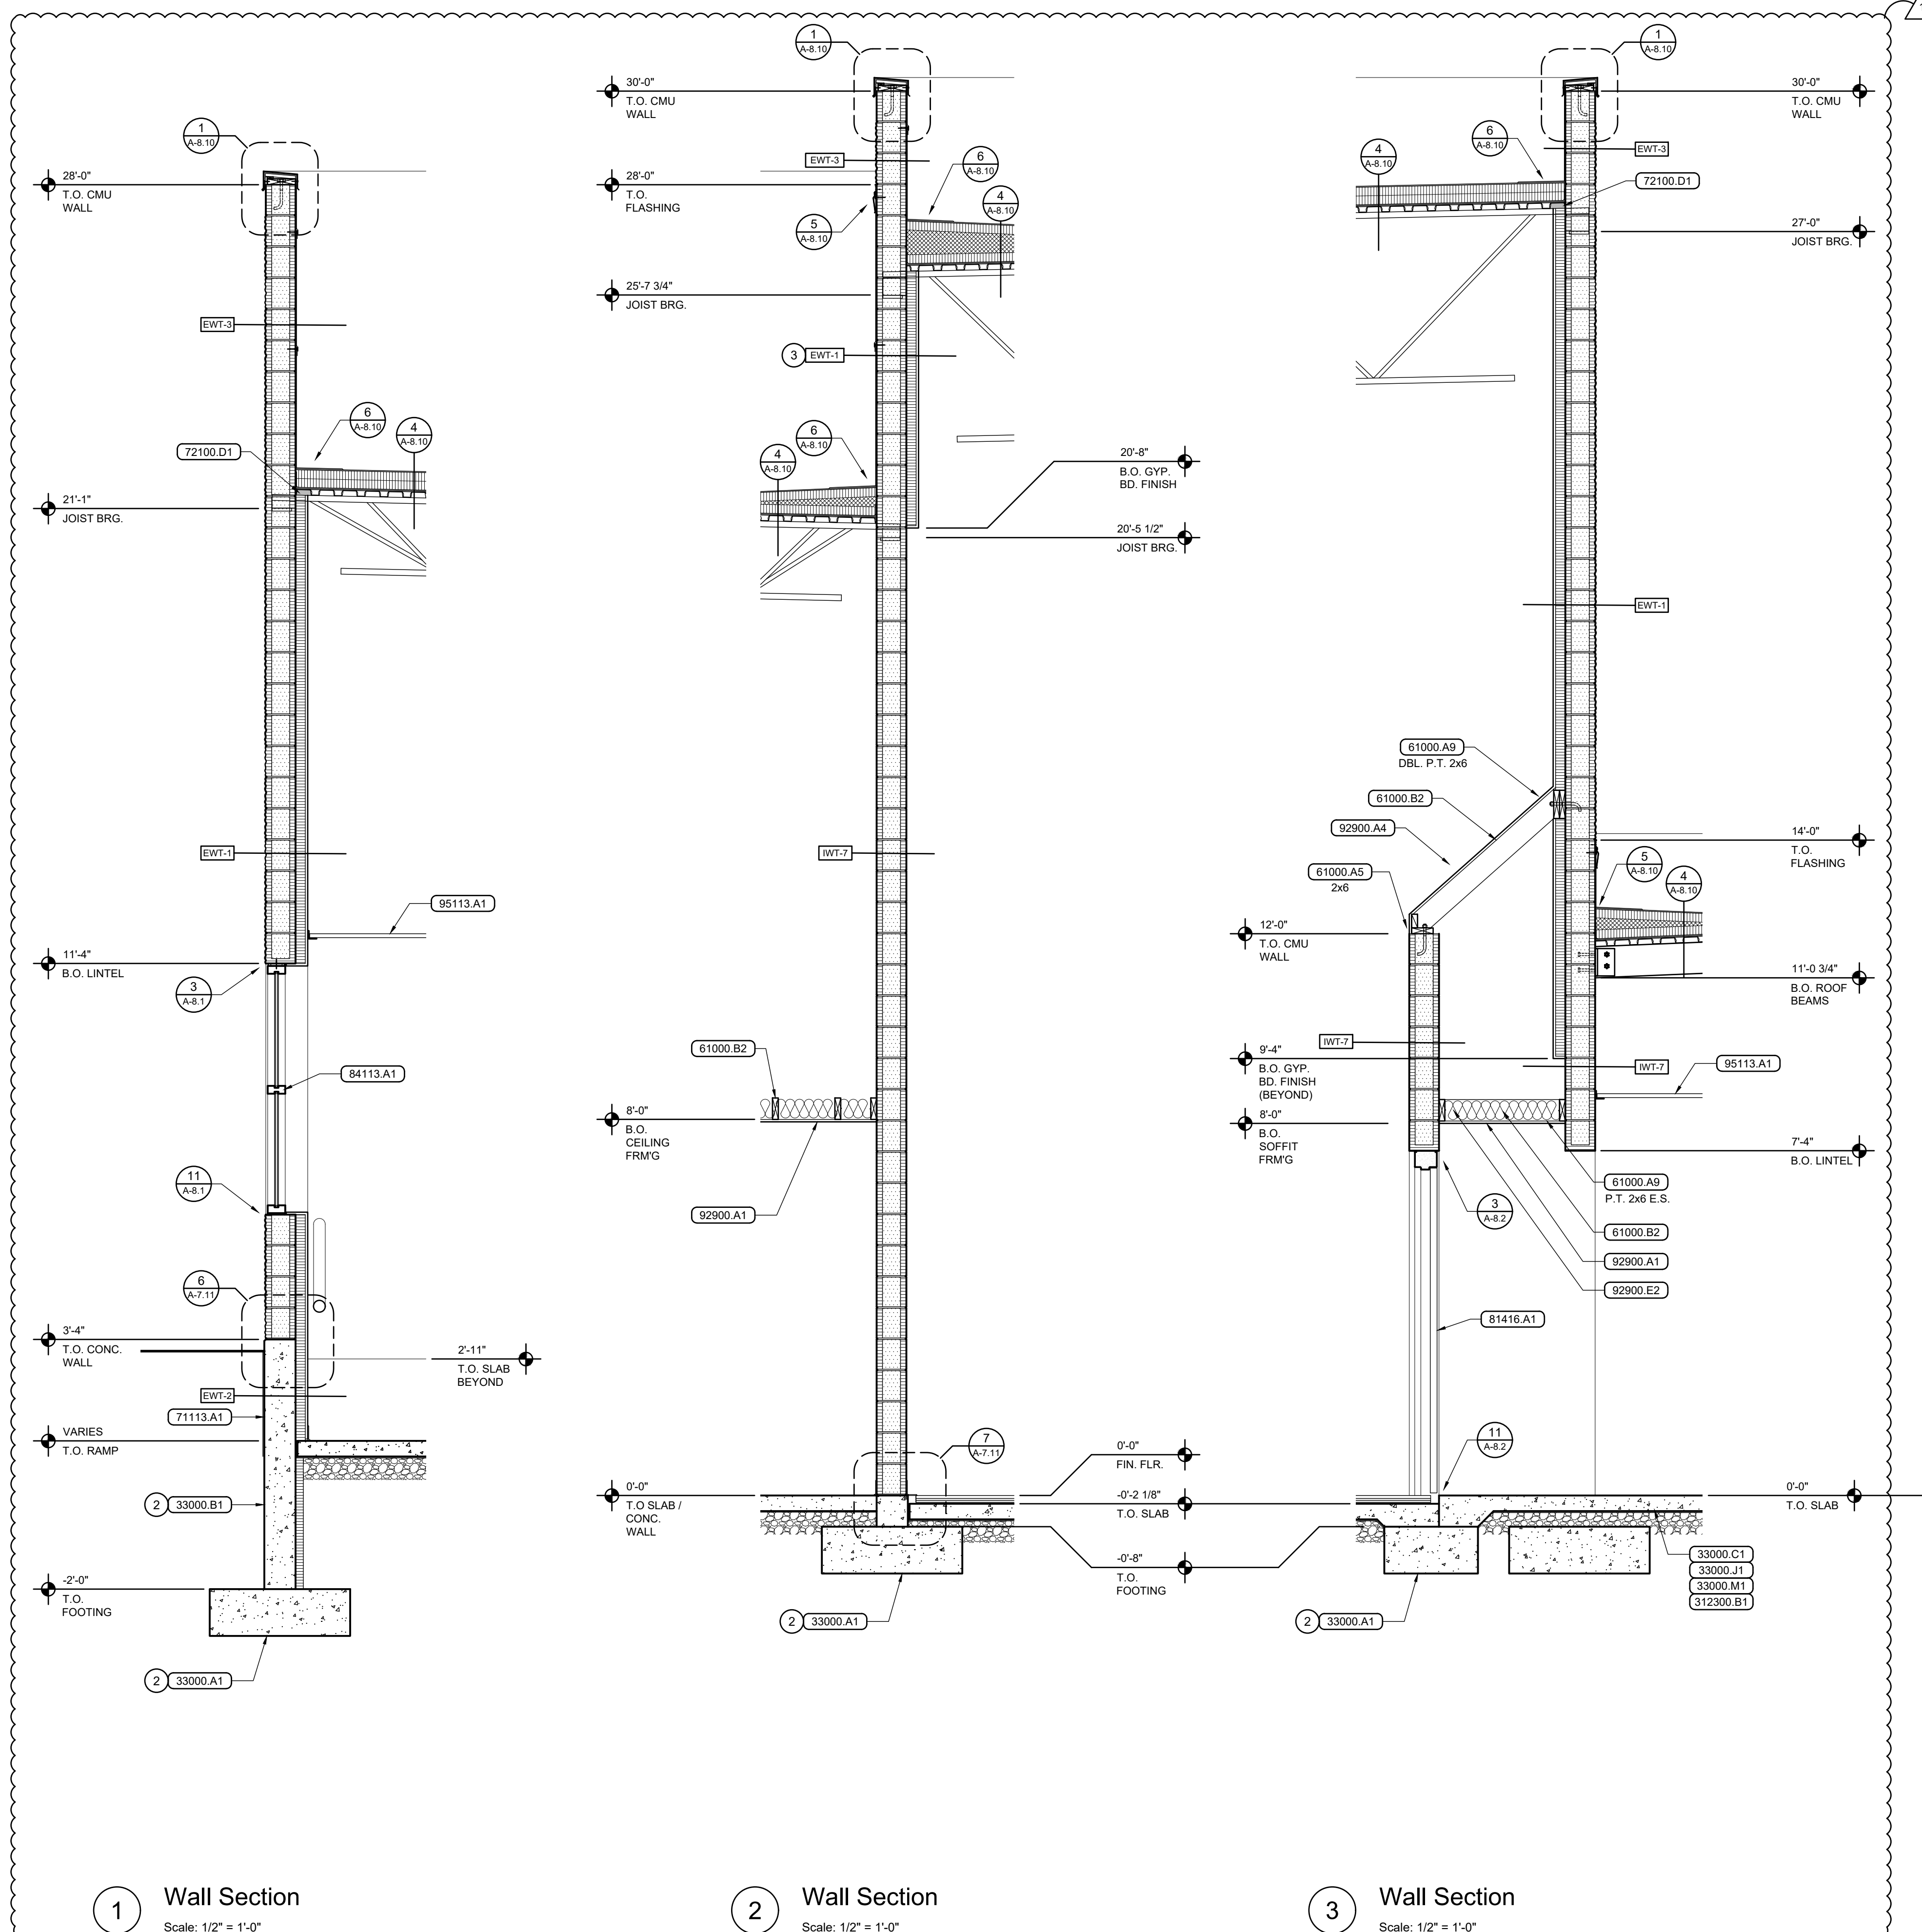 1
A-8.10
28'-0"
T.O. CMU
WALL
EWT-3
6
A-8.10
4
A-8.10
72100.D1
21'-1"
JOIST BRG.
EWT-1
95113.A1
11'-4"
B.O. LINTEL
3
A-8.1
84113.A1
11
A-8.1
6
A-7.11
3'-4"
T.O. CONC.
WALL
2'-11"
T.O. SLAB
BEYOND
EWT-2
71113.A1
VARIES
T.O. RAMP
2 33000.B1
-2'-0"
T.O.
FOOTING
2 33000.A1
1
Wall Section
Scale: 1/2" = 1'-0"
1
A-8.10
30'-0"
T.O. CMU
WALL
EWT-3
6
A-8.10
28'-0"
T.O.
FLASHING
4
A-8.10
5
A-8.10
25'-7 3/4"
JOIST BRG.
3 EWT-1
6
A-8.10
4
A-8.10
20'-8"
B.O. GYP.
BD. FINISH
20'-5 1/2"
JOIST BRG.
IWT-7
61000.B2
8'-0"
B.O.
CEILING
FRM'G
92900.A1
7
A-7.11
0'-0"
FIN. FLR.
0'-0"
T.O SLAB /
CONC.
WALL
-0'-2 1/8"
T.O. SLAB
-0'-8"
T.O.
FOOTING
2 33000.A1
2
Wall Section
Scale: 1/2" = 1'-0"
1
A-8.10
30'-0"
T.O. CMU
WALL
6
A-8.10
4
A-8.10
EWT-3
72100.D1
27'-0"
JOIST BRG.
EWT-1
61000.A9
DBL. P.T. 2x6
61000.B2
92900.A4
61000.A5
2x6
14'-0"
T.O.
FLASHING
5
A-8.10
4
A-8.10
12'-0"
T.O. CMU
WALL
11'-0 3/4"
B.O. ROOF
BEAMS
IWT-7
9'-4"
B.O. GYP.
BD. FINISH
(BEYOND)
IWT-7
95113.A1
8'-0"
B.O.
SOFFIT
FRM'G
7'-4"
B.O. LINTEL
61000.A9
P.T. 2x6 E.S.
3
A-8.2
61000.B2
92900.A1
92900.E2
81416.A1
11
A-8.2
0'-0"
T.O. SLAB
33000.C1
33000.J1
33000.M1
312300.B1
2 33000.A1
3
Wall Section
Scale: 1/2" = 1'-0"